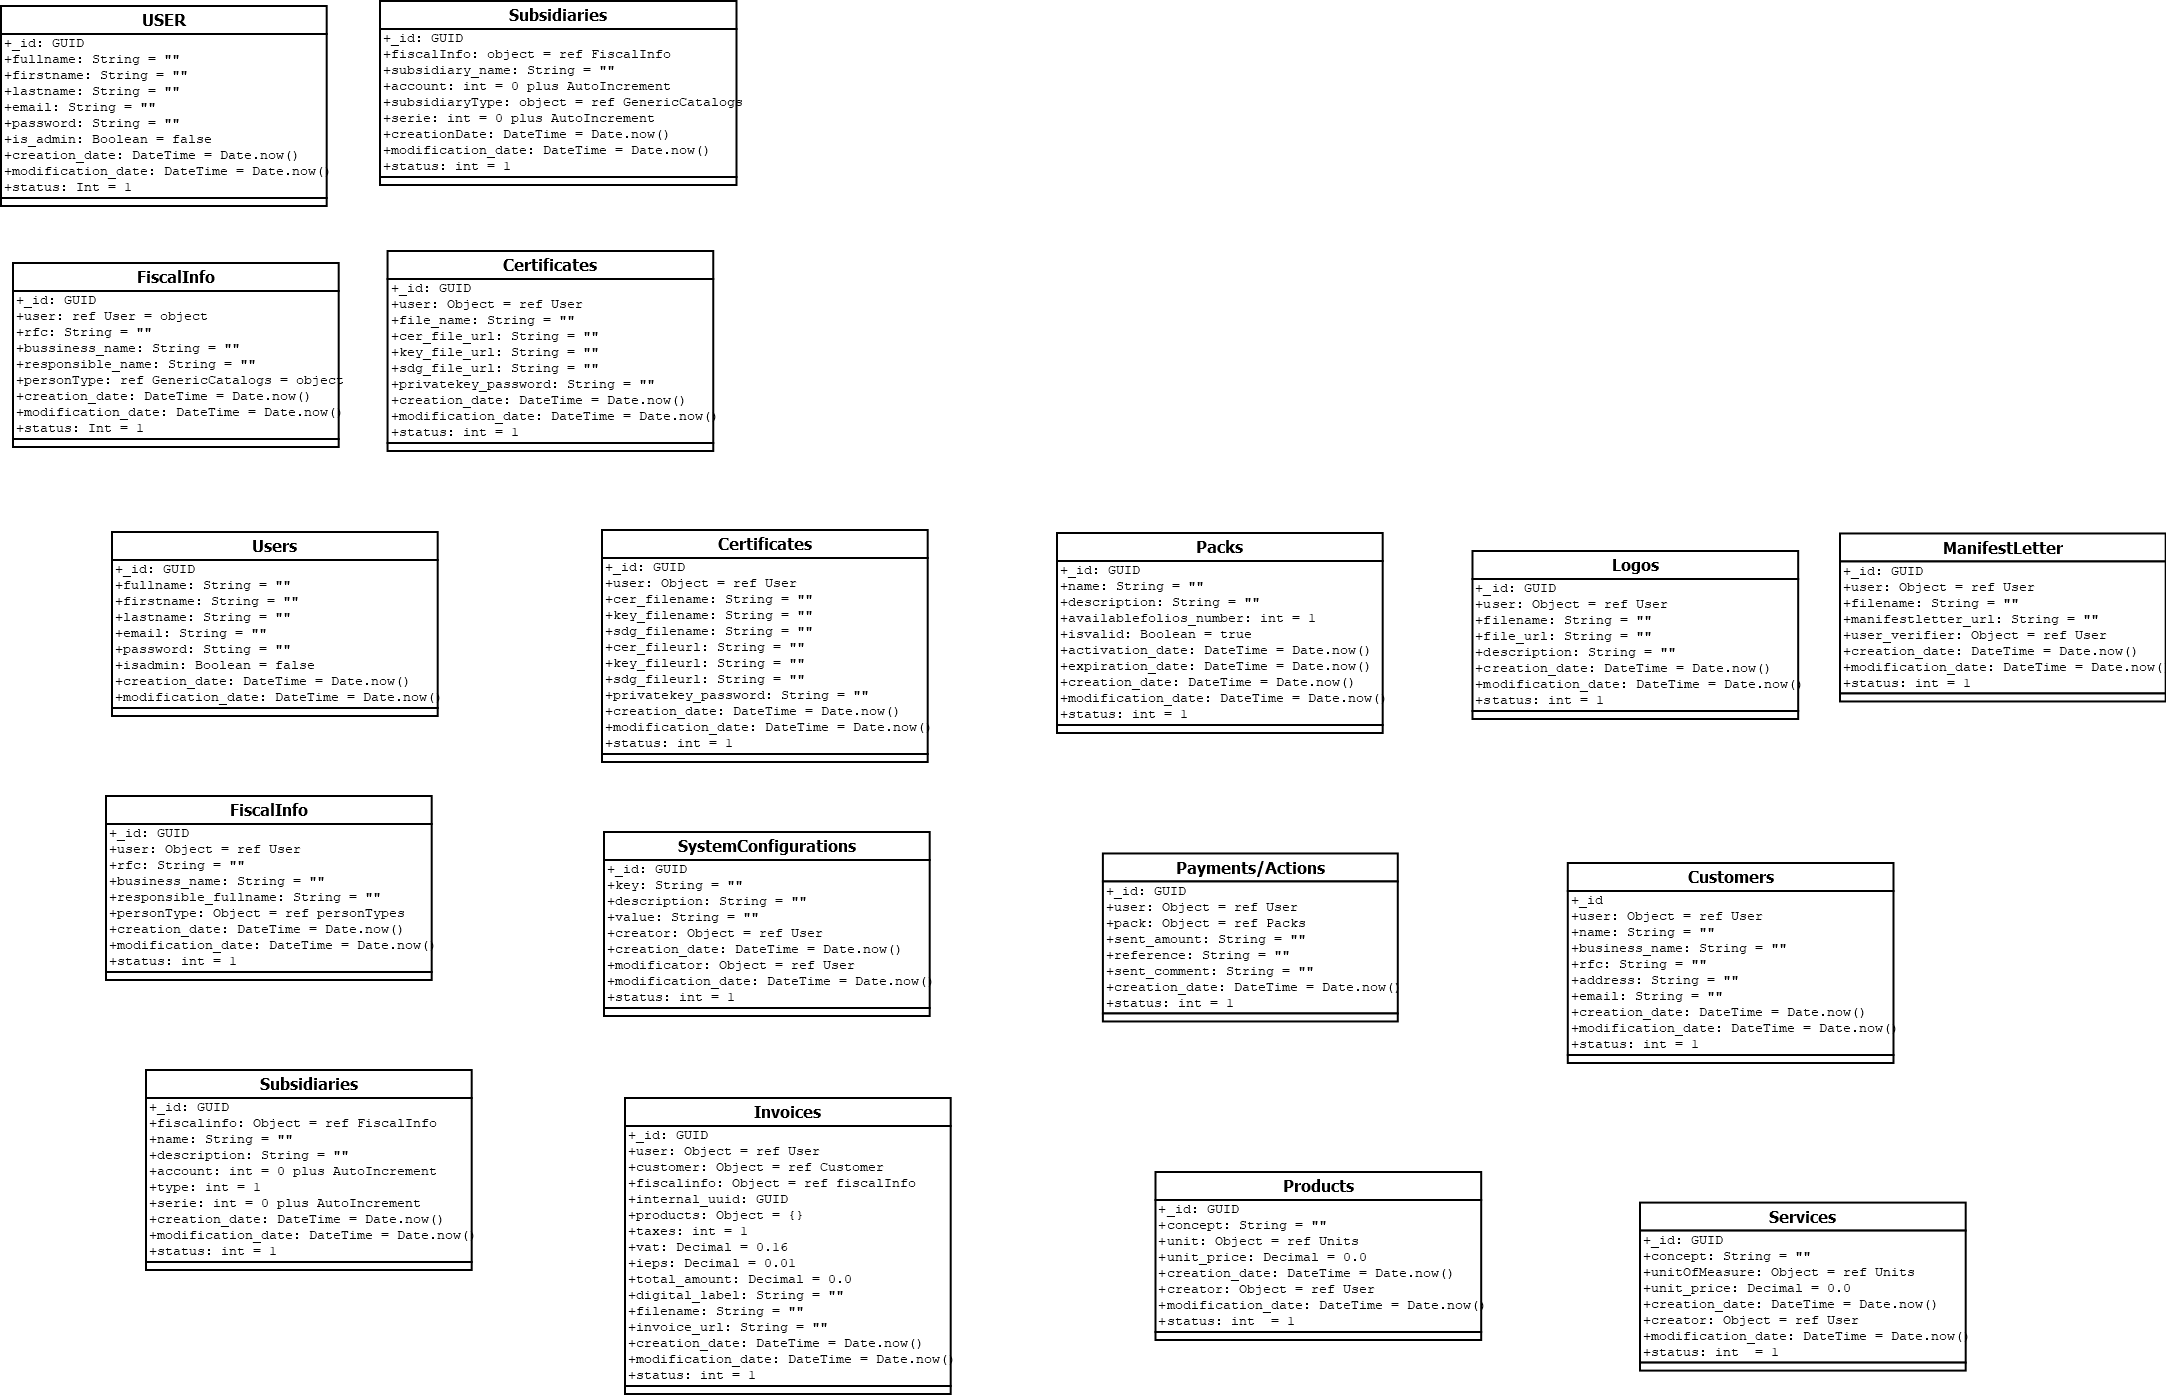 USER
+_id: GUID
+fullname: String = ""
+firstname: String = ""
+lastname: String = ""
+email: String = ""
+password: String = ""
+is_admin: Boolean = false
+creation_date: DateTime = Date.now()
+modification_date: DateTime = Date.now()
+status: Int = 1
Subsidiaries
+_id: GUID
+fiscalInfo: object = ref FiscalInfo
+subsidiary_name: String = ""
+account: int = 0 plus AutoIncrement
+subsidiaryType: object = ref GenericCatalogs
+serie: int = 0 plus AutoIncrement
+creationDate: DateTime = Date.now()
+modification_date: DateTime = Date.now()
+status: int = 1
FiscalInfo
+_id: GUID
+user: ref User = object
+rfc: String = ""
+bussiness_name: String = ""
+responsible_name: String = ""
+personType: ref GenericCatalogs = object
+creation_date: DateTime = Date.now()
+modification_date: DateTime = Date.now()
+status: Int = 1
Certificates
+_id: GUID
+user: Object = ref User
+file_name: String = ""
+cer_file_url: String = ""
+key_file_url: String = ""
+sdg_file_url: String = ""
+privatekey_password: String = ""
+creation_date: DateTime = Date.now()
+modification_date: DateTime = Date.now()
+status: int = 1
Users
+_id: GUID
+fullname: String = ""
+firstname: String = ""
+lastname: String = ""
+email: String = ""
+password: Sttting = ""
+isadmin: Boolean = false
+creation_date: DateTime = Date.now()
+modification_date: DateTime = Date.now()
Certificates
+_id: GUID
+user: Object = ref User
+cer_filename: String = ""
+key_filename: String = ""
+sdg_filename: String = ""
+cer_fileurl: String = ""
+key_fileurl: String = ""
+sdg_fileurl: String = ""
+privatekey_password: String = ""
+creation_date: DateTime = Date.now()
+modification_date: DateTime = Date.now()
+status: int = 1
Packs
+_id: GUID
+name: String = ""
+description: String = ""
+availablefolios_number: int = 1
+isvalid: Boolean = true
+activation_date: DateTime = Date.now()
+expiration_date: DateTime = Date.now()
+creation_date: DateTime = Date.now()
+modification_date: DateTime = Date.now()
+status: int = 1
Logos
+_id: GUID
+user: Object = ref User
+filename: String = ""
+file_url: String = ""
+description: String = ""
+creation_date: DateTime = Date.now()
+modification_date: DateTime = Date.now()
+status: int = 1
ManifestLetter
+_id: GUID
+user: Object = ref User
+filename: String = ""
+manifestletter_url: String = ""
+user_verifier: Object = ref User
+creation_date: DateTime = Date.now()
+modification_date: DateTime = Date.now()
+status: int = 1
FiscalInfo
+_id: GUID
+user: Object = ref User
+rfc: String = ""
+business_name: String = ""
+responsible_fullname: String = ""
+personType: Object = ref personTypes
+creation_date: DateTime = Date.now()
+modification_date: DateTime = Date.now()
+status: int = 1
SystemConfigurations
+_id: GUID
+key: String = ""
+description: String = ""
+value: String = ""
+creator: Object = ref User
+creation_date: DateTime = Date.now()
+modificator: Object = ref User
+modification_date: DateTime = Date.now()
+status: int = 1
Payments/Actions
+_id: GUID
+user: Object = ref User
+pack: Object = ref Packs
+sent_amount: String = ""
+reference: String = ""
+sent_comment: String = ""
+creation_date: DateTime = Date.now()
+status: int = 1
Customers
+_id
+user: Object = ref User
+name: String = ""
+business_name: String = ""
+rfc: String = ""
+address: String = ""
+email: String = ""
+creation_date: DateTime = Date.now()
+modification_date: DateTime = Date.now()
+status: int = 1
Subsidiaries
+_id: GUID
+fiscalinfo: Object = ref FiscalInfo
+name: String = ""
+description: String = ""
+account: int = 0 plus AutoIncrement
+type: int = 1
+serie: int = 0 plus AutoIncrement
+creation_date: DateTime = Date.now()
+modification_date: DateTime = Date.now()
+status: int = 1
Invoices
+_id: GUID
+user: Object = ref User
+customer: Object = ref Customer
+fiscalinfo: Object = ref fiscalInfo
+internal_uuid: GUID
+products: Object = {}
+taxes: int = 1
+vat: Decimal = 0.16
+ieps: Decimal = 0.01
+total_amount: Decimal = 0.0
+digital_label: String = ""
+filename: String = ""
+invoice_url: String = ""
+creation_date: DateTime = Date.now()
+modification_date: DateTime = Date.now()
+status: int = 1
Products
+_id: GUID
+concept: String = ""
+unit: Object = ref Units
+unit_price: Decimal = 0.0
+creation_date: DateTime = Date.now()
+creator: Object = ref User
+modification_date: DateTime = Date.now()
+status: int  = 1
Services
+_id: GUID
+concept: String = ""
+unitOfMeasure: Object = ref Units
+unit_price: Decimal = 0.0
+creation_date: DateTime = Date.now()
+creator: Object = ref User
+modification_date: DateTime = Date.now()
+status: int  = 1